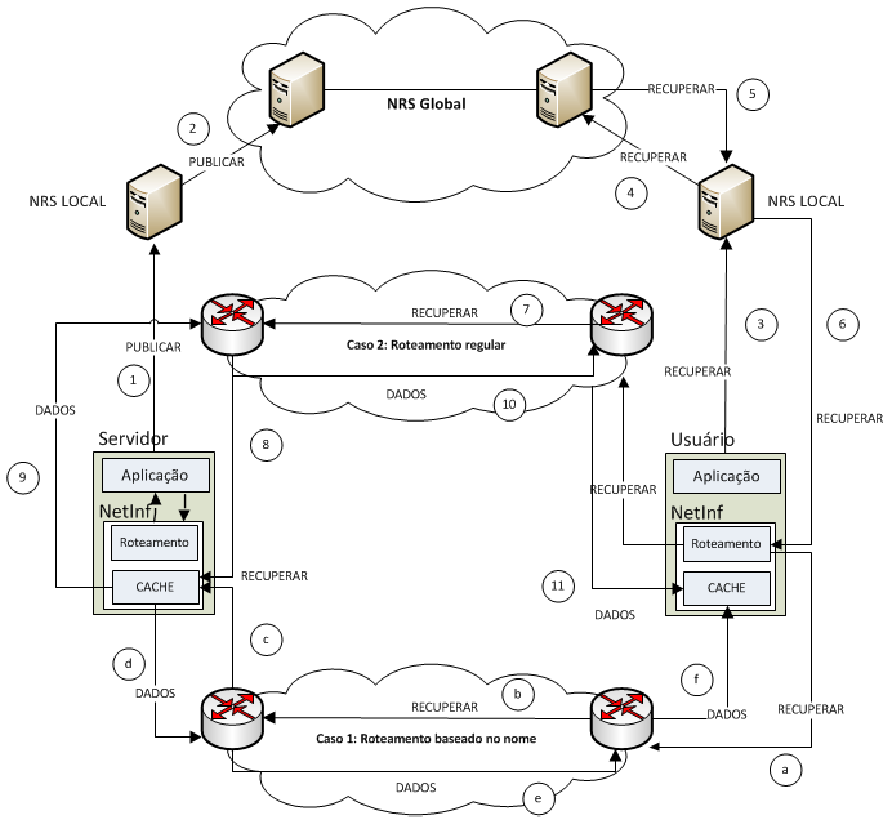 NRS Global
RECUPERAR
5
2
PUBLICAR
RECUPERAR
4
NRS LOCAL
NRS LOCAL
RECUPERAR
7
3
6
PUBLICAR
Caso 2: Roteamento regular
1
RECUPERAR
DADOS
10
DADOS
RECUPERAR
Servidor
8
Usuário
9
Aplicação
Aplicação
RECUPERAR
NetInf
NetInf
Roteamento
Roteamento
RECUPERAR
CACHE
11
CACHE
DADOS
c
d
f
DADOS
b
RECUPERAR
DADOS
RECUPERAR
Caso 1: Roteamento baseado no nome
a
DADOS
e